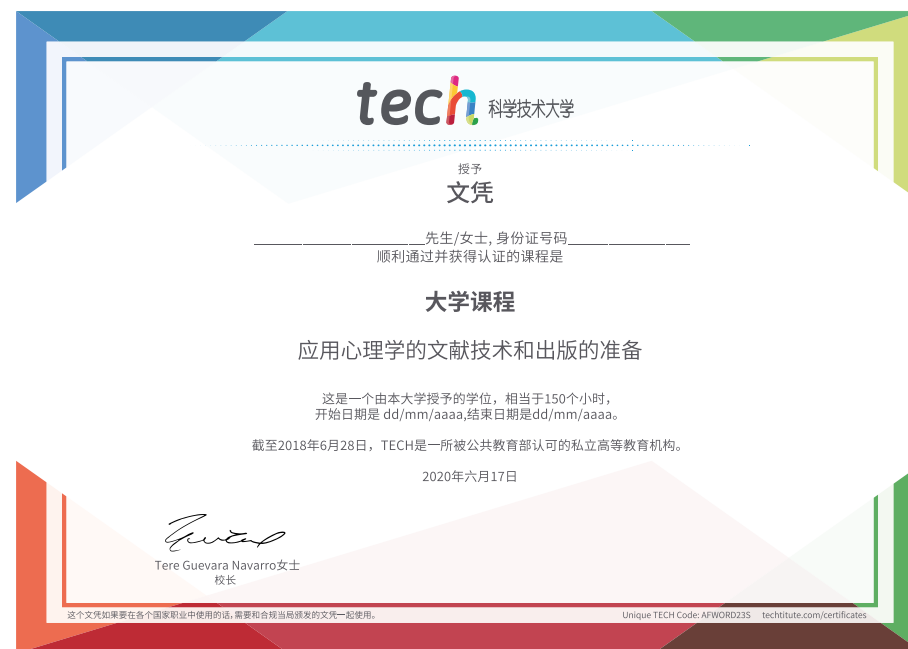 tech 科学技术大学
授予
文凭
______________________先生/女士, 身份证号码________________
顺利通过并获得认证的课程是
大学课程
应用心理学的文献技术和出版的准备
这是一个由本大学授予的学位，相当于150个小时，
开始日期是 dd/mm/aaaa,结束日期是dd/mm/aaaa。
截至2018年6月28日，TECH是一所被公共教育部认可的私立高等教育机构。
2020年六月17日
Tere Guevara Navarro女士
校长
这个文凭如果要在各个国家职业中使用的话,需要和合规当局颁发的文凭一起使用。
Unique TECH Code: AFWORD23S techtitute.com/certificates